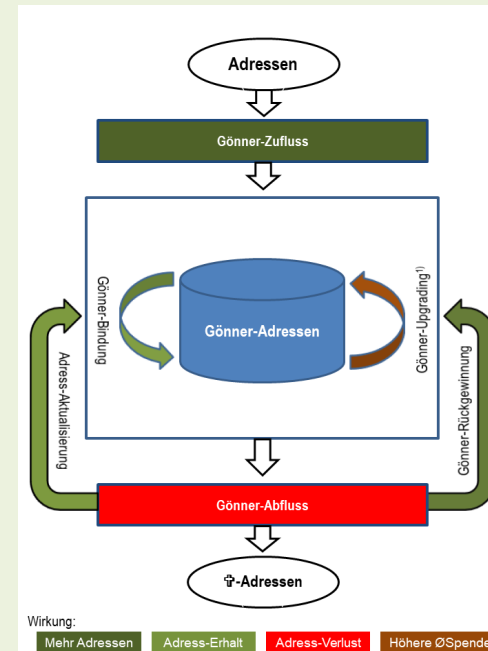 Adressen
Gönner-Zufluss
Gönner-Bindung
Gönner-Adressen
Gönner-Upgrading¹⁾
Adress-Aktualisierung
Gönner-Rückgewinnung
Gönner-Abfluss
✞-Adressen
Wirkung:
Mehr Adressen Adress-Erhalt Adress-Verlust Höhere ØSpende